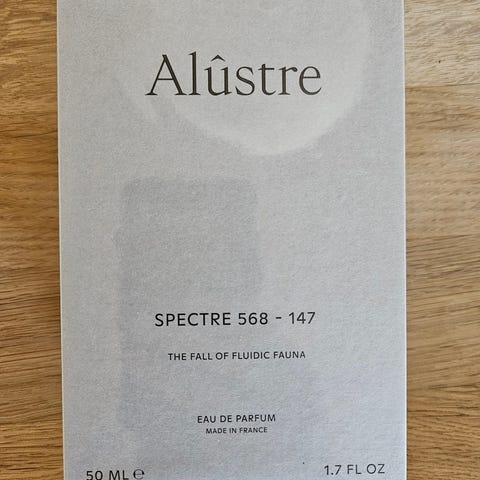 Alûstre
SPECTRE 568 - 147
THE FALL OF FLUIDIC FAUNA
EAU DE PARFUM
MADE IN FRANCE
50 ML ℮ 1.7 FL OZ